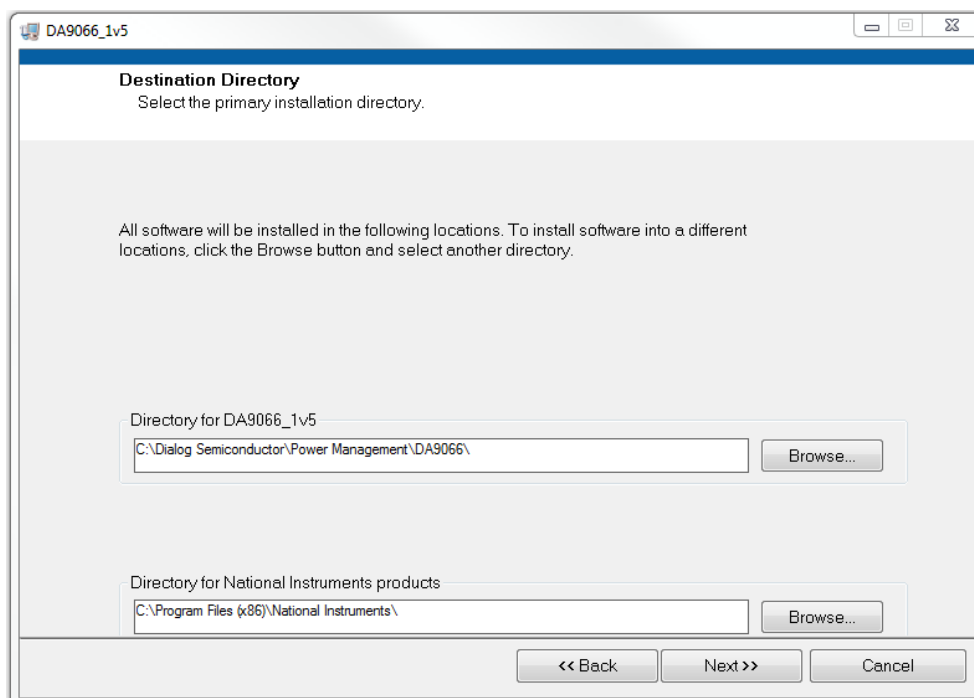 DA9066_1v5
Destination Directory
Select the primary installation directory.
All software will be installed in the following locations. To install software into a different
locations, click the Browse button and select another directory.
Directory for DA9066_1v5
C:\Dialog Semiconductor\Power Management\DA9066\
Browse...
Directory for National Instruments products
C:\Program Files (x86)\National Instruments\
Browse...
<< Back
Next >>
Cancel